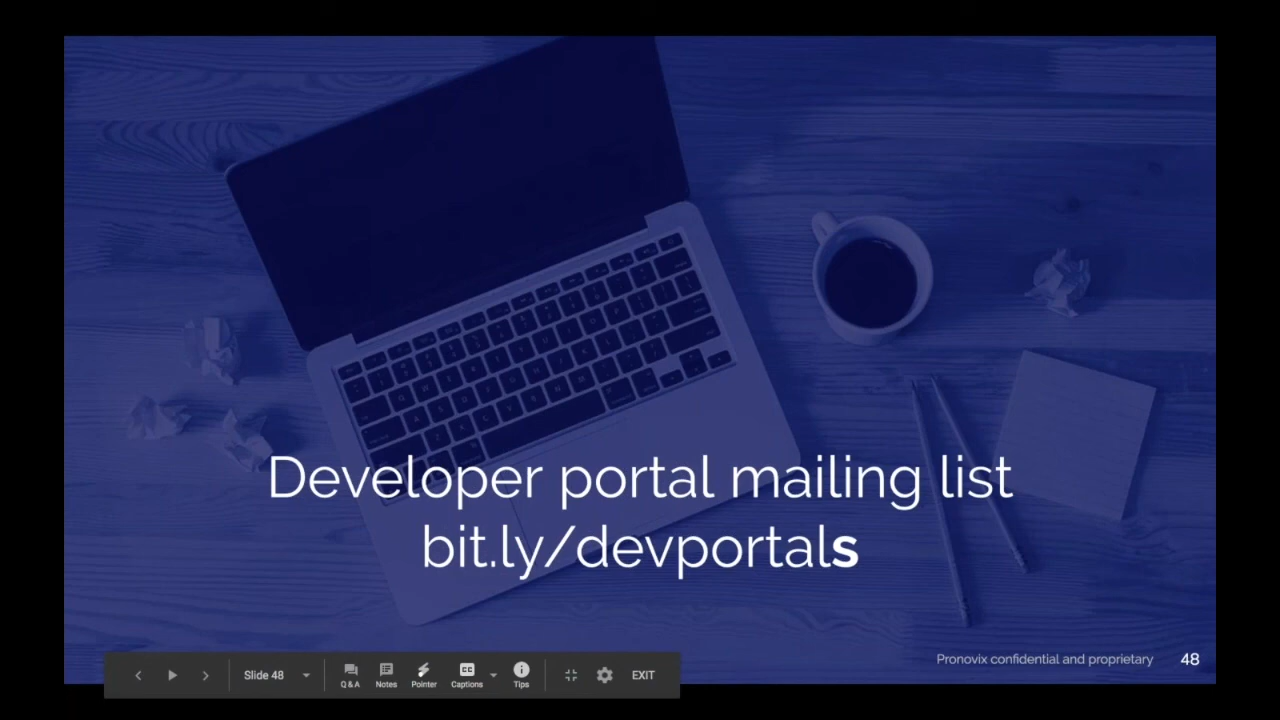 Developer portal mailing list
bit.ly/devportals
Pronovix confidential and proprietary 48
Slide 48 Q & A Notes Pointer CC Captions Tips EXIT